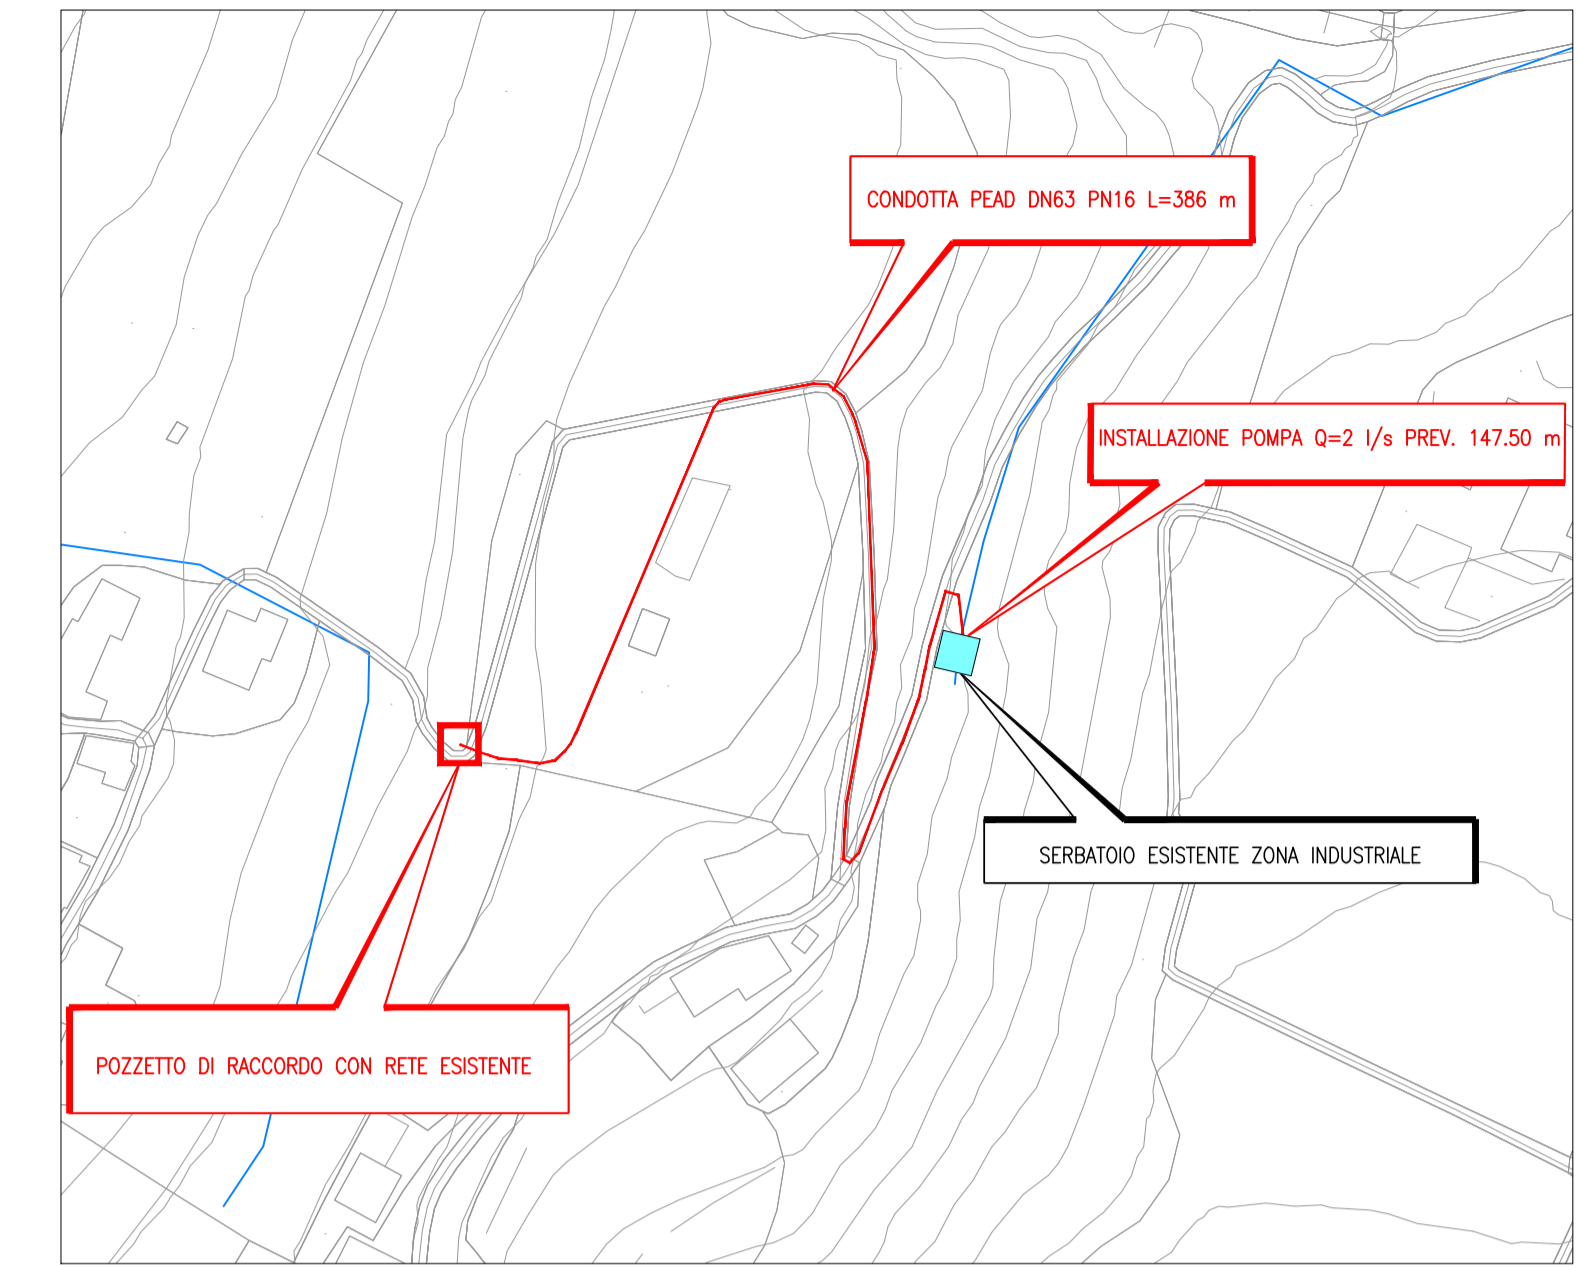 CONDOTTA PEAD DN63 PN16 L=386 m
INSTALLAZIONE POMPA Q=2 l/s PREV. 147.50 m
SERBATOIO ESISTENTE ZONA INDUSTRIALE
POZZETTO DI RACCORDO CON RETE ESISTENTE